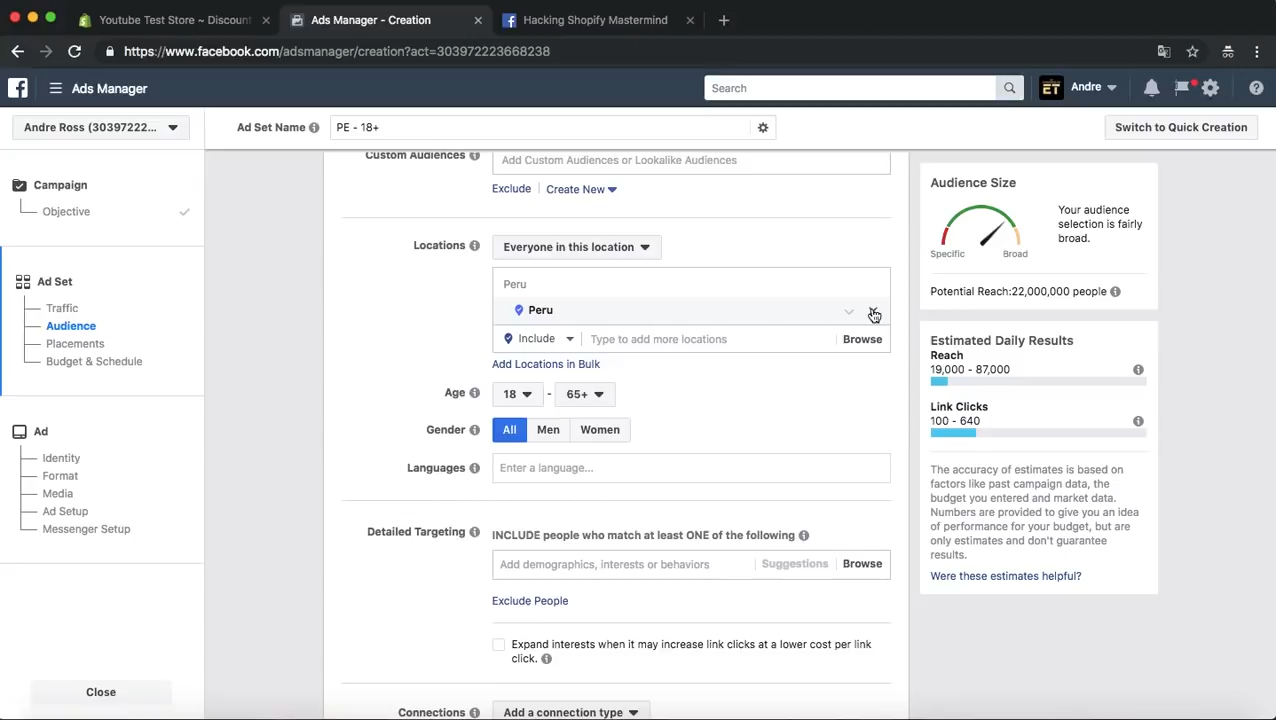 Youtube Test Store ~ Discount
Ads Manager - Creation
Hacking Shopify Mastermind
https://www.facebook.com/adsmanager/creation?act=303972223668238
Ads Manager
Search
Andre
Andre Ross (30397222...
Ad Set Name
PE - 18+
Switch to Quick Creation
Campaign
Objective
Ad Set
Traffic
Audience
Placements
Budget & Schedule
Ad
Identity
Format
Media
Ad Setup
Messenger Setup
Close
Custom Audiences
Add Custom Audiences or Lookalike Audiences
Exclude
Create New
Locations
Everyone in this location
Peru
Peru
Include
Type to add more locations
Browse
Add Locations in Bulk
Age
18
-
65+
Gender
All
Men
Women
Languages
Enter a language...
Detailed Targeting
INCLUDE people who match at least ONE of the following
Add demographics, interests or behaviors
Suggestions
Browse
Exclude People
Expand interests when it may increase link clicks at a lower cost per link
click.
Connections
Add a connection type
Audience Size
Specific
Broad
Your audience
selection is fairly
broad.
Potential Reach:22,000,000 people
Estimated Daily Results
Reach
19,000 - 87,000
Link Clicks
100 - 640
The accuracy of estimates is based on
factors like past campaign data, the
budget you entered and market data.
Numbers are provided to give you an idea
of performance for your budget, but are
only estimates and don't guarantee
results.
Were these estimates helpful?